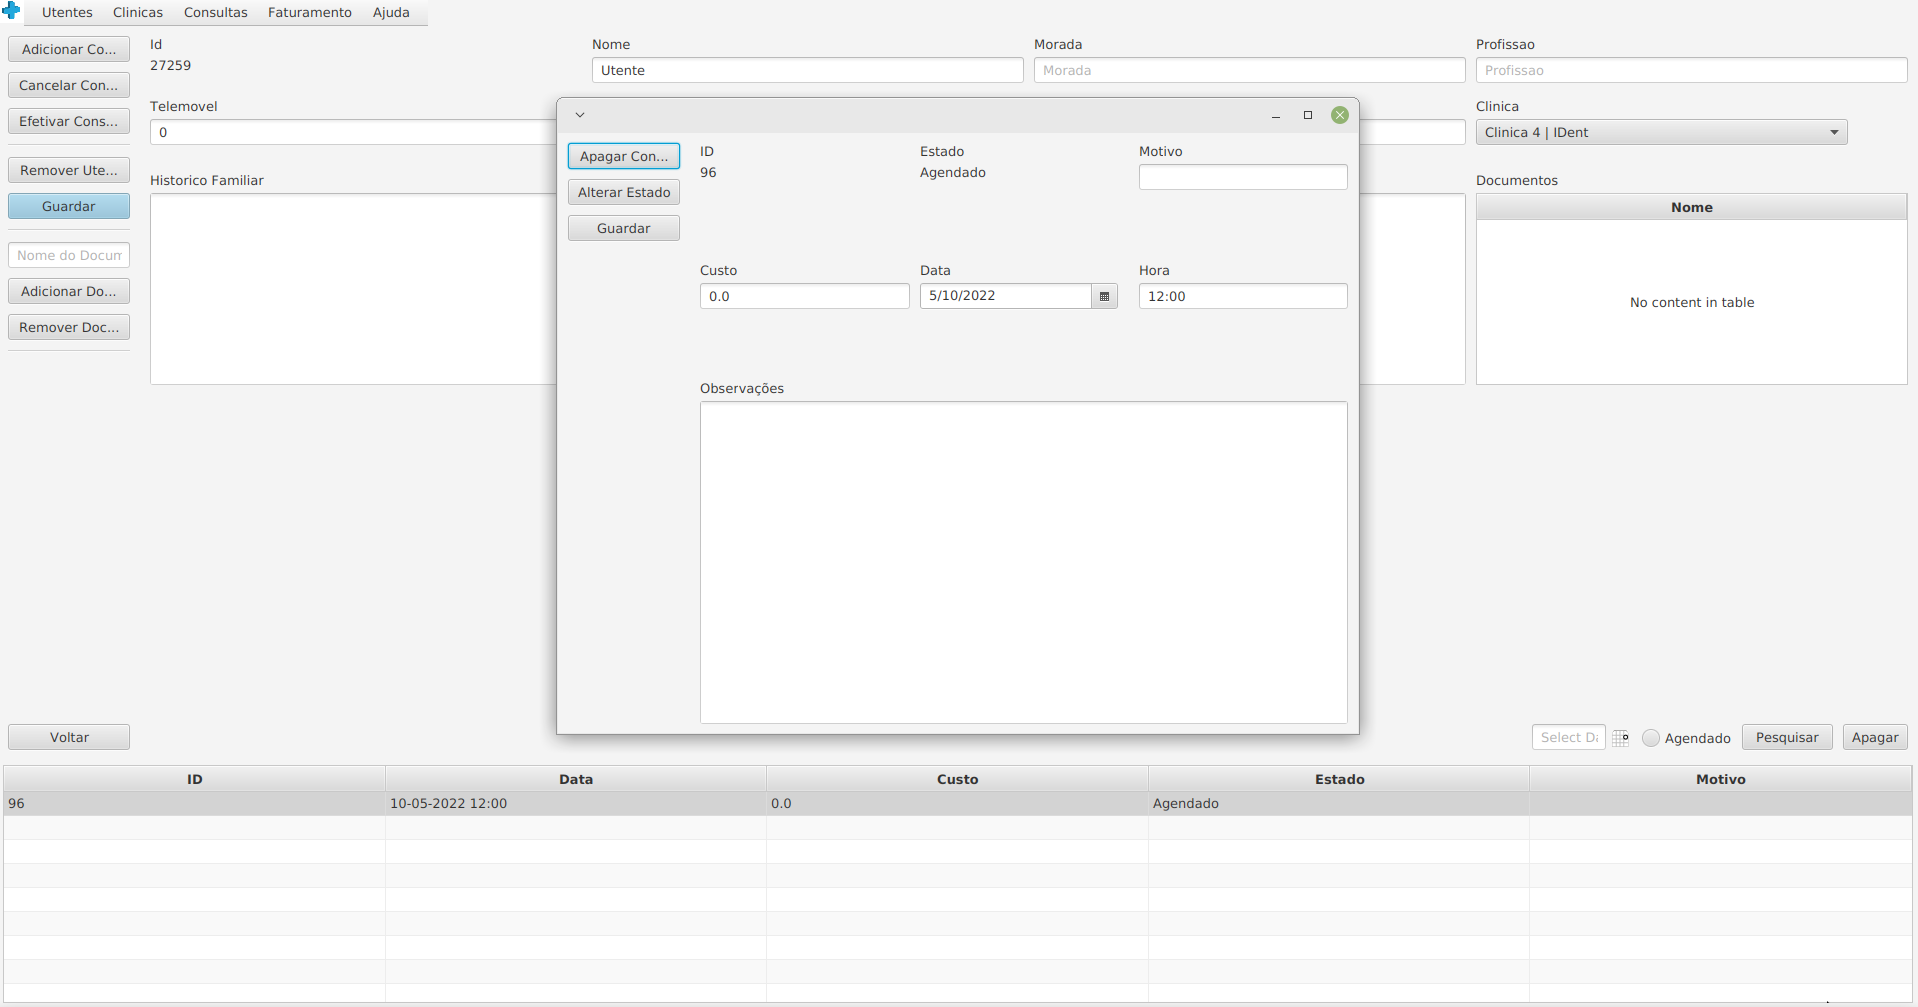 Utentes Clinicas Consultas Faturamento Ajuda
Adicionar Co...
Cancelar Con...
Efetivar Cons...
Remover Ute...
Guardar
Nome do Docum
Adicionar Do...
Remover Doc...
Voltar
Id
27259
Nome
Utente
Morada
Morada
Profissao
Profissao
Telemovel
0
Clinica
Clinica 4 | IDent
Historico Familiar
Documentos
Nome
No content in table
Apagar Con...
Alterar Estado
Guardar
ID
96
Estado
Agendado
Motivo
Custo
0.0
Data
5/10/2022
Hora
12:00
Observações
Select Da
Agendado
Pesquisar
Apagar
ID Data Custo Estado Motivo
96 10-05-2022 12:00 0.0 Agendado